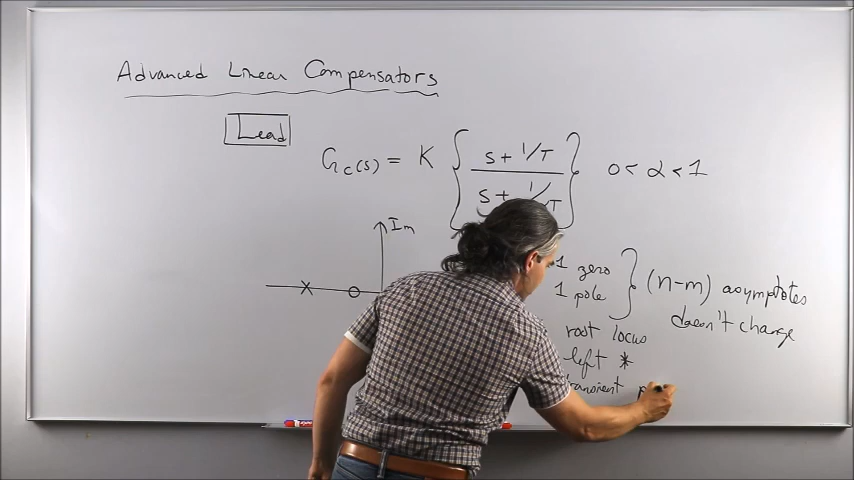 Advanced Linear Compensators
Lead
Gc(s) = K { s + 1/T / s + 1/T } 0 < α < 1
Im
1 zero
1 pole } (n-m) asymptotes
doesn't change
root locus
left *
transient